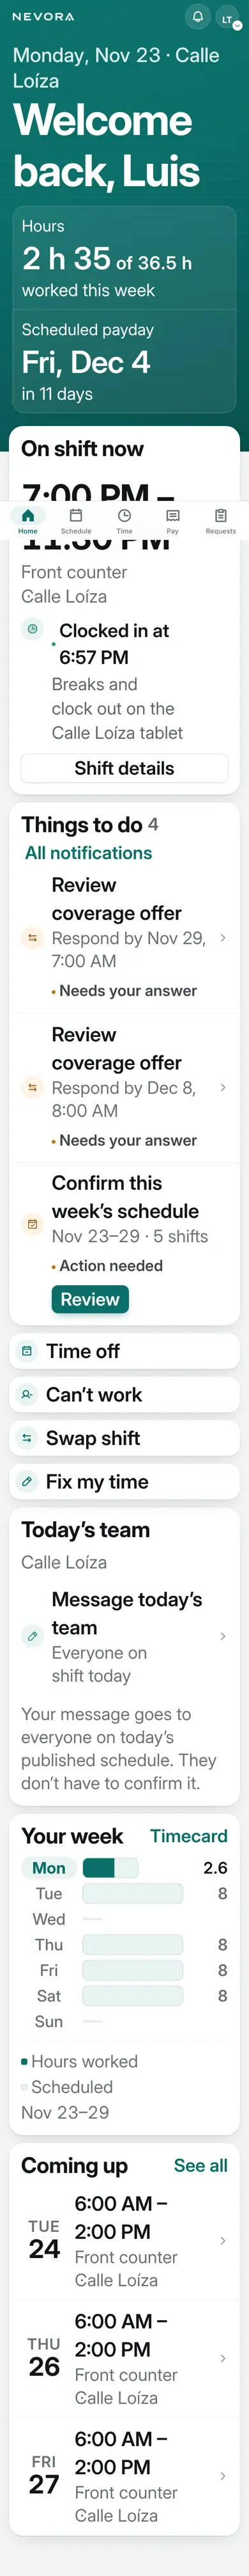 NEVORA
LT
Monday, Nov 23 · Calle
Loíza
Welcome
back, Luis
Hours
2 h 35 of 36.5 h
worked this week
Scheduled payday
Fri, Dec 4
in 11 days
On shift now
7:00 PM –
Home
Schedule
Time
Pay
Requests
11:30 PM
Front counter
Calle Loíza
Clocked in at
6:57 PM
Breaks and
clock out on the
Calle Loíza tablet
Shift details
Things to do 4
All notifications
Review
coverage offer
Respond by Nov 29,
7:00 AM
Needs your answer
Review
coverage offer
Respond by Dec 8,
8:00 AM
Needs your answer
Confirm this
week’s schedule
Nov 23–29 · 5 shifts
Action needed
Review
Time off
Can’t work
Swap shift
Fix my time
Today’s team
Calle Loíza
Message today’s
team
Everyone on
shift today
Your message goes to
everyone on today’s
published schedule. They
don’t have to confirm it.
Your week Timecard
Mon 2.6
Tue 8
Wed
Thu 8
Fri 8
Sat 8
Sun
Hours worked
Scheduled
Nov 23–29
Coming up See all
TUE
24
6:00 AM –
2:00 PM
Front counter
Calle Loíza
THU
26
6:00 AM –
2:00 PM
Front counter
Calle Loíza
FRI
27
6:00 AM –
2:00 PM
Front counter
Calle Loíza